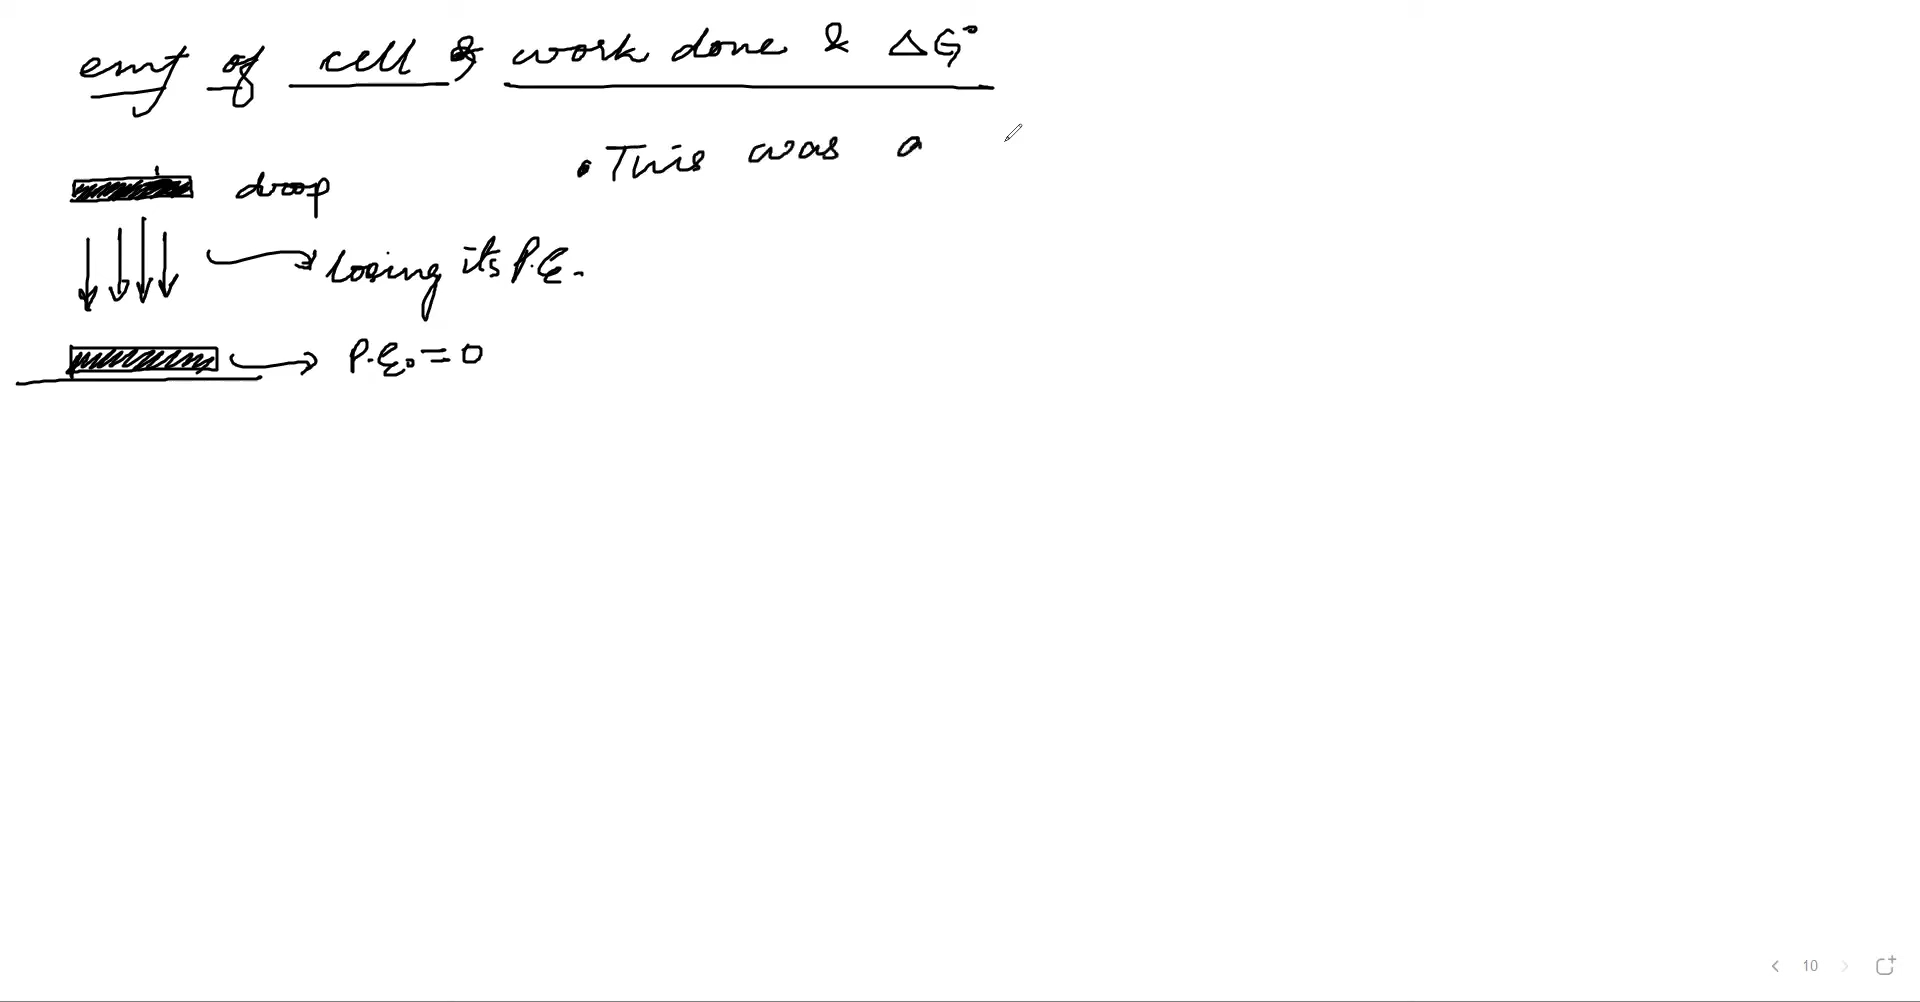 emf of cell & work done & ΔG°
• This was a
drop
losing its P.E.
P.E. = 0
10